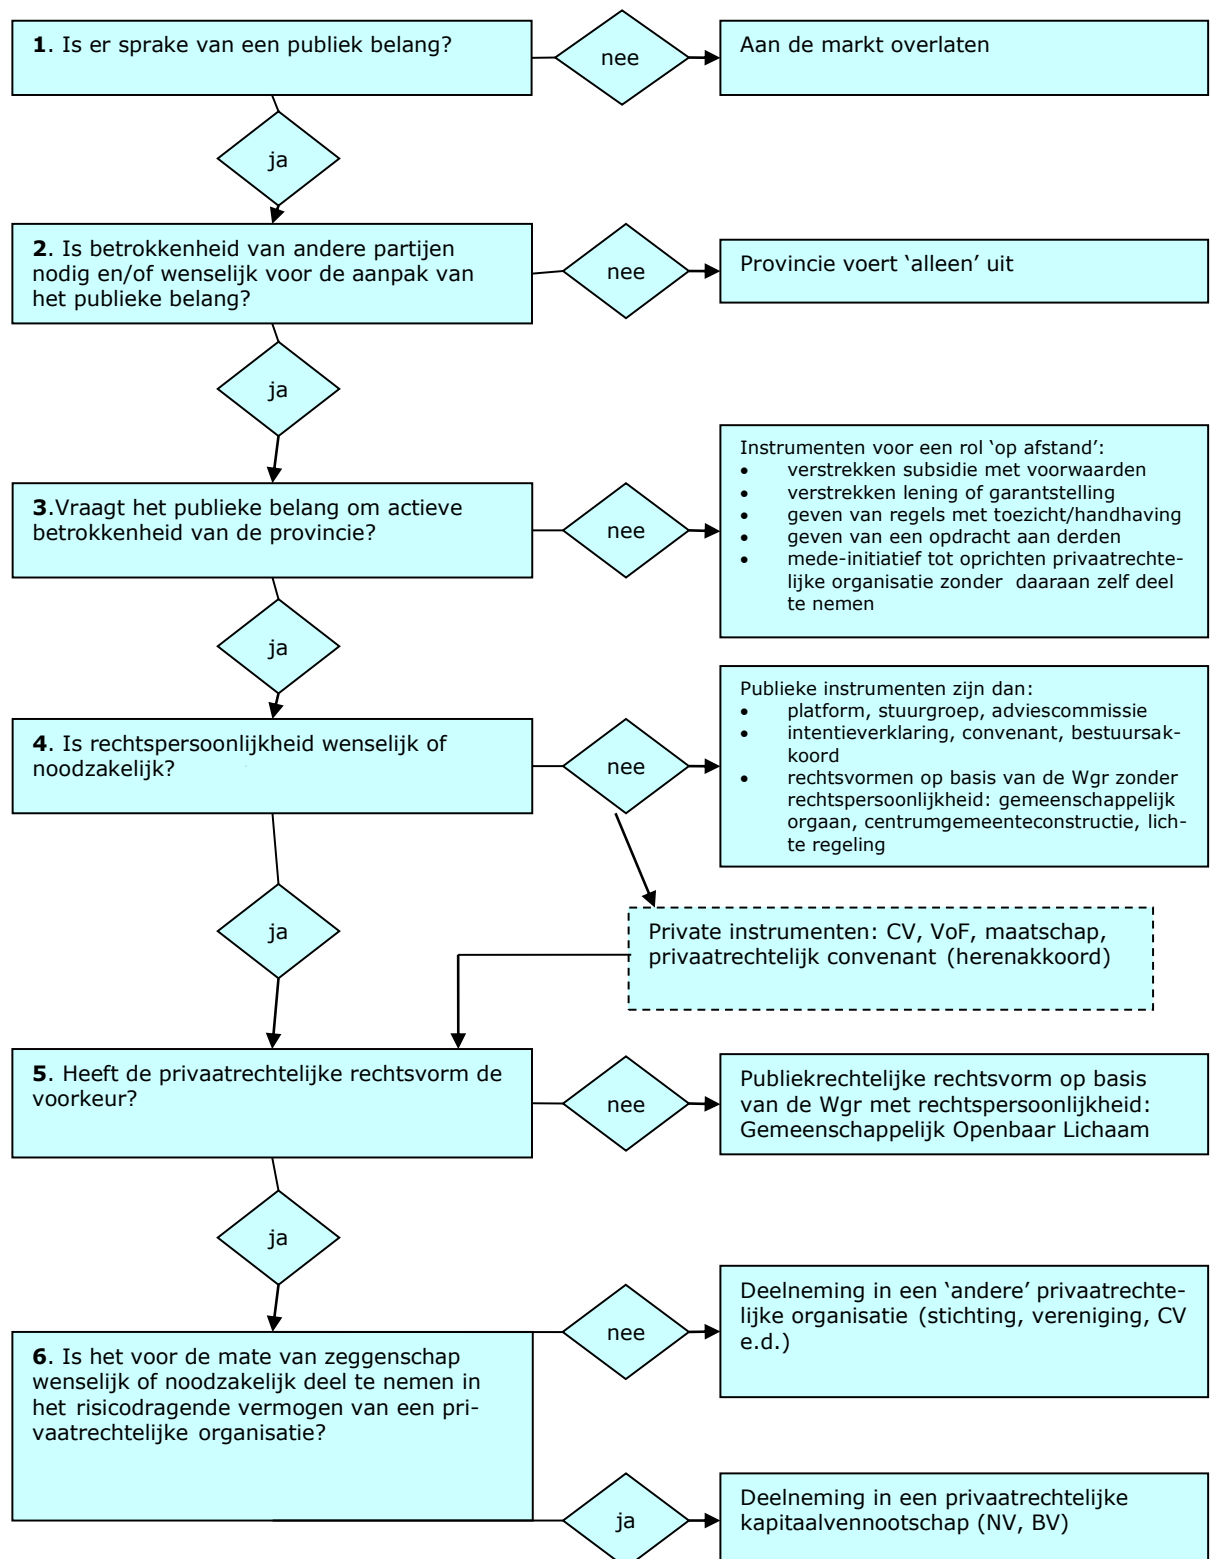 1. Is er sprake van een publiek belang?
nee
Aan de markt overlaten
ja
2. Is betrokkenheid van andere partijen
nodig en/of wenselijk voor de aanpak van
het publieke belang?
nee
Provincie voert ‘alleen’ uit
ja
3.Vraagt het publieke belang om actieve
betrokkenheid van de provincie?
nee
Instrumenten voor een rol ‘op afstand’:
• verstrekken subsidie met voorwaarden
• verstrekken lening of garantstelling
• geven van regels met toezicht/handhaving
• geven van een opdracht aan derden
• mede-initiatief tot oprichten privaatrechte-
lijke organisatie zonder daaraan zelf deel
te nemen
ja
4. Is rechtspersoonlijkheid wenselijk of
noodzakelijk?
nee
Publieke instrumenten zijn dan:
• platform, stuurgroep, adviescommissie
• intentieverklaring, convenant, bestuursak-
koord
• rechtsvormen op basis van de Wgr zonder
rechtspersoonlijkheid: gemeenschappelijk
orgaan, centrumgemeenteconstructie, lich-
te regeling
ja
Private instrumenten: CV, VoF, maatschap,
privaatrechtelijk convenant (herenakkoord)
5. Heeft de privaatrechtelijke rechtsvorm de
voorkeur?
nee
Publiekrechtelijke rechtsvorm op basis
van de Wgr met rechtspersoonlijkheid:
Gemeenschappelijk Openbaar Lichaam
ja
6. Is het voor de mate van zeggenschap
wenselijk of noodzakelijk deel te nemen in
het risicodragende vermogen van een pri-
vaatrechtelijke organisatie?
nee
Deelneming in een ‘andere’ privaatrechte-
lijke organisatie (stichting, vereniging, CV
e.d.)
ja
Deelneming in een privaatrechtelijke
kapitaalvennootschap (NV, BV)